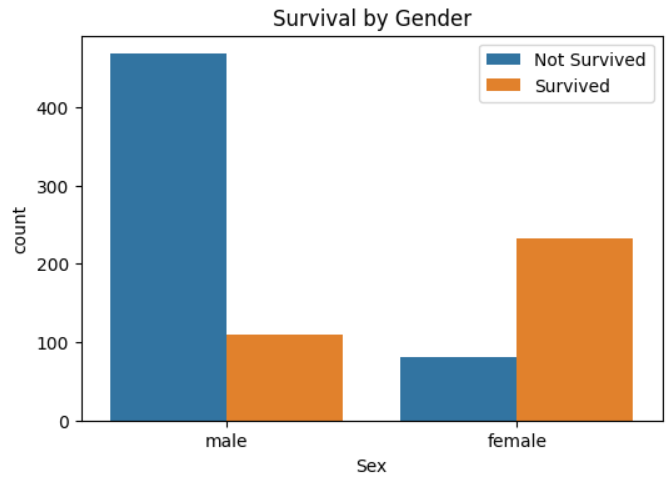 Survival by Gender
Not Survived
Survived
count
400
300
200
100
0
male female
Sex